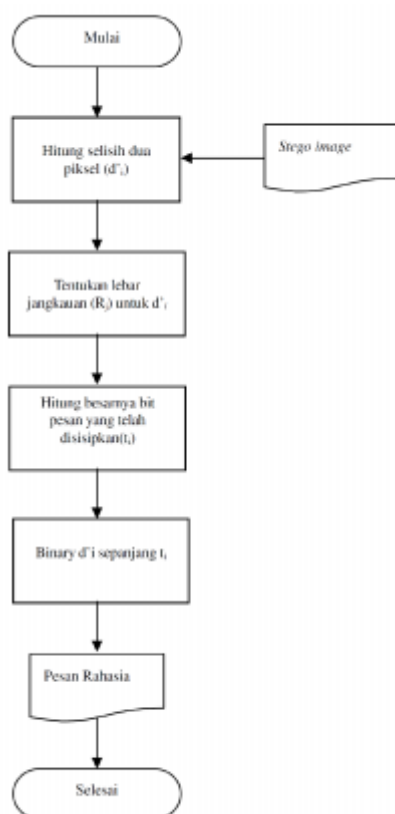 Mulai
Hitung selisih dua
piksel (d'ᵢ)
Stego image
Tentukan lebar
jangkauan (Rⱼ) untuk d'ᵢ
Hitung besarnya bit
pesan yang telah
disisipkan(tᵢ)
Binary d'i sepanjang tᵢ
Pesan Rahasia
Selesai